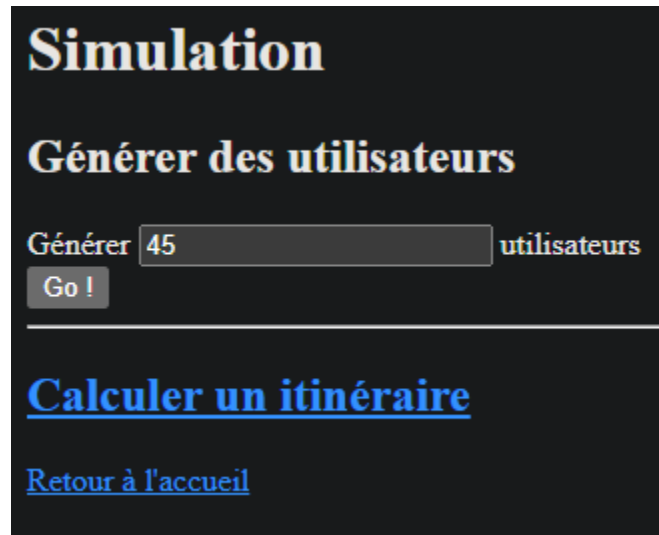 Simulation
Générer des utilisateurs
Générer 45 utilisateurs
Go !
Calculer un itinéraire
Retour à l'accueil